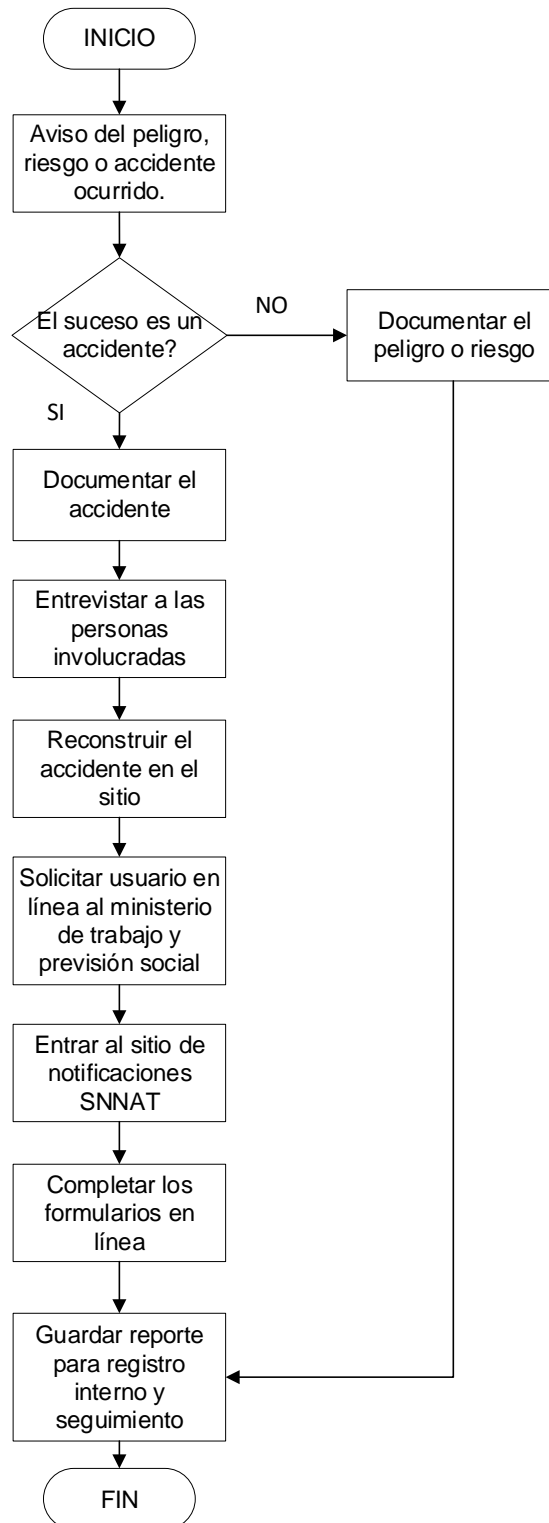 INICIO
Aviso del peligro,
riesgo o accidente
ocurrido.
El suceso es un
accidente?
NO
Documentar el
peligro o riesgo
SI
Documentar el
accidente
Entrevistar a las
personas
involucradas
Reconstruir el
accidente en el
sitio
Solicitar usuario en
línea al ministerio
de trabajo y
previsión social
Entrar al sitio de
notificaciones
SNNAT
Completar los
formularios en
línea
Guardar reporte
para registro
interno y
seguimiento
FIN